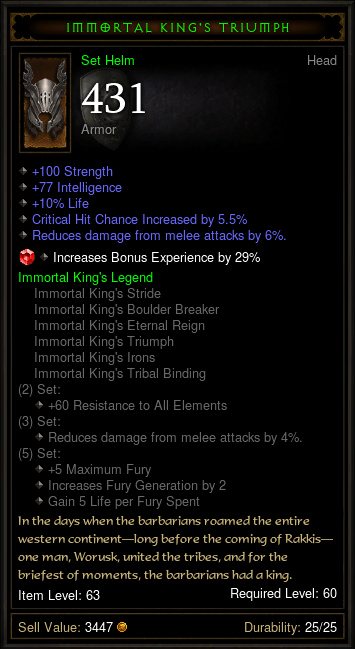 IMMORTAL KING'S TRIUMPH
Set Helm Head
431
Armor
+100 Strength
+77 Intelligence
+10% Life
Critical Hit Chance Increased by 5.5%
Reduces damage from melee attacks by 6%.
Increases Bonus Experience by 29%
Immortal King's Legend
Immortal King's Stride
Immortal King's Boulder Breaker
Immortal King's Eternal Reign
Immortal King's Triumph
Immortal King's Irons
Immortal King's Tribal Binding
(2) Set:
+60 Resistance to All Elements
(3) Set:
Reduces damage from melee attacks by 4%.
(5) Set:
+5 Maximum Fury
Increases Fury Generation by 2
Gain 5 Life per Fury Spent
In the days when the barbarians roamed the entire
western continent—long before the coming of Rakkis—
one man, Worusk, united the tribes, and for the
briefest of moments, the barbarians had a king.
Item Level: 63 Required Level: 60
Sell Value: 3447 Durability: 25/25